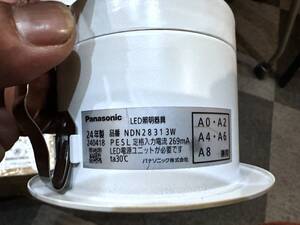 Panasonic LED照明器具
24年製 品番 NDN28313W
240418 PESL 定格入力電流 269mA
LED電源ユニットが必要です
ta30℃ パナソニック株式会社
A0・A2
A4・A6
A8 兼用